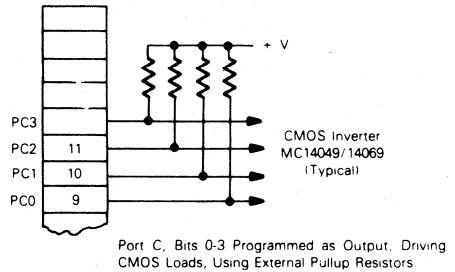 + V
PC3
PC2 11
PC1 10
PC0 9
CMOS Inverter
MC14049/14069
(Typical)
Port C, Bits 0-3 Programmed as Output, Driving
CMOS Loads, Using External Pullup Resistors